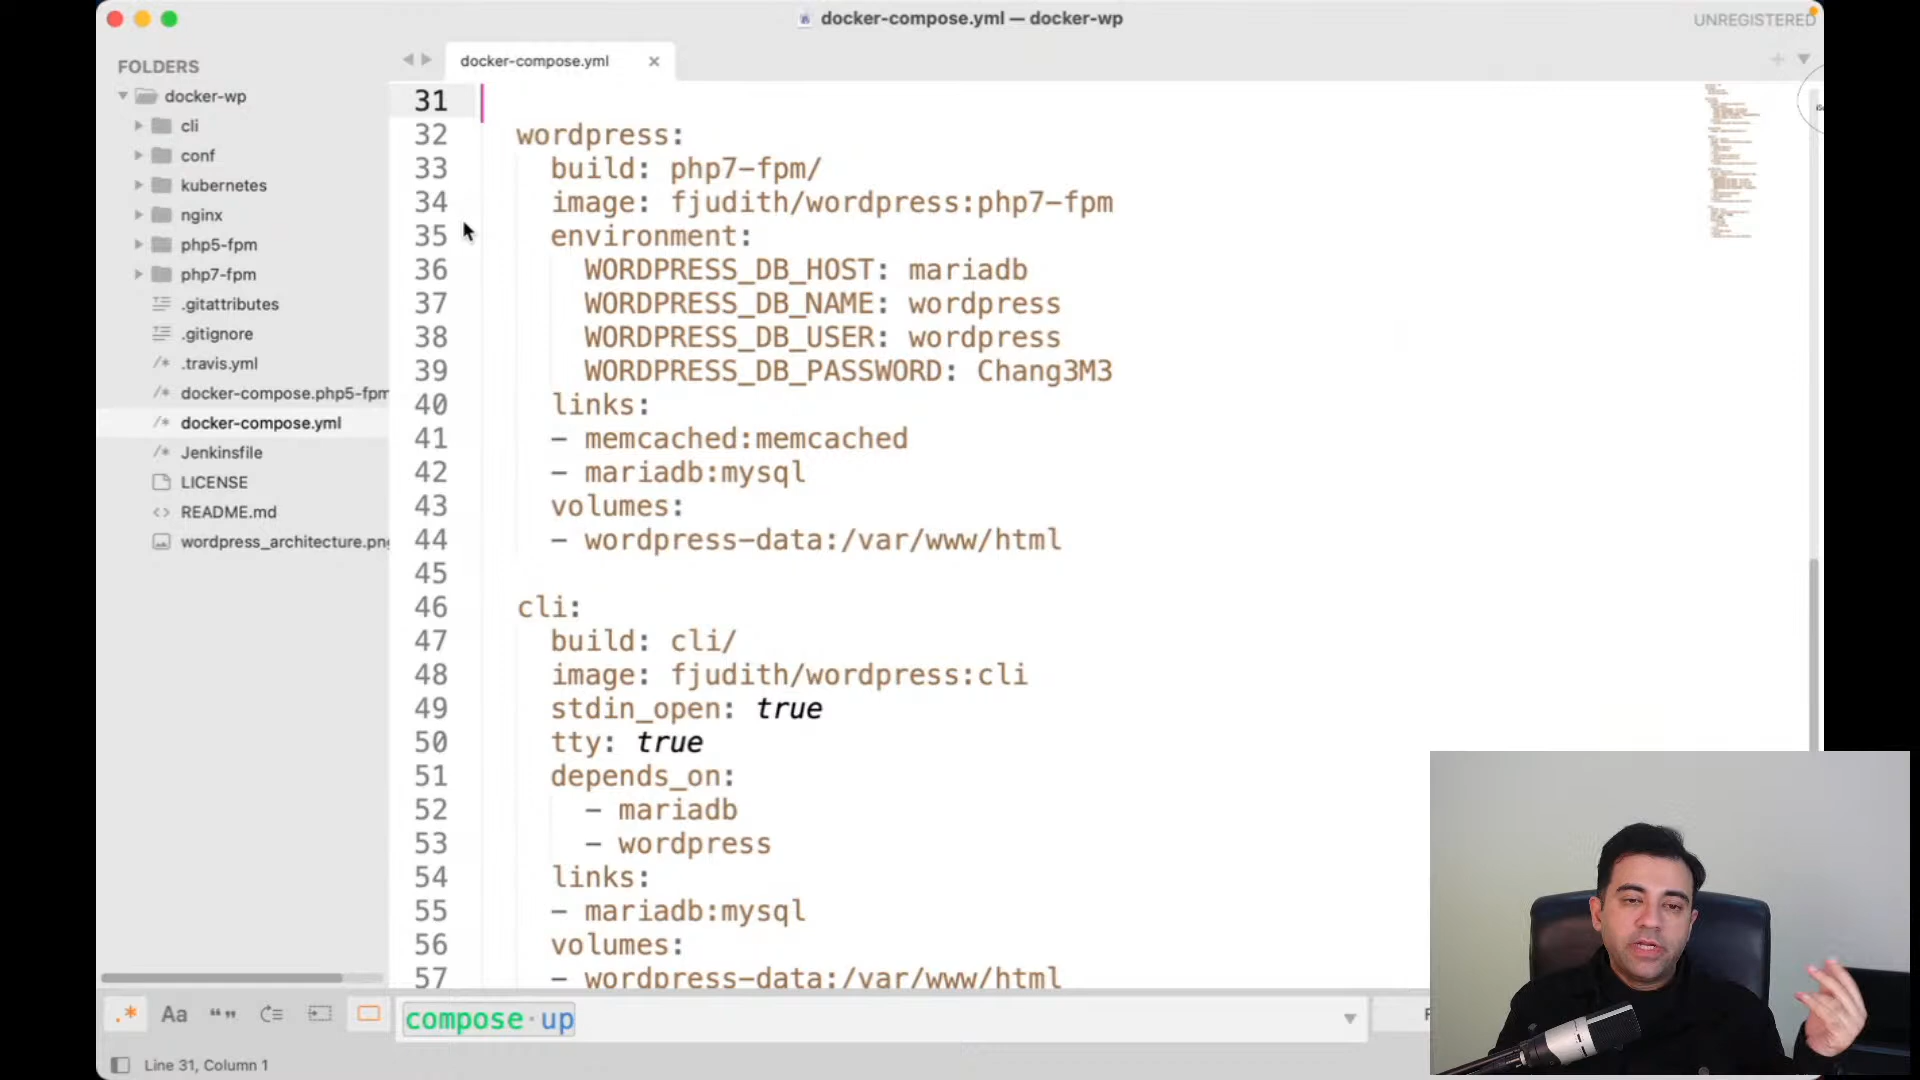 docker-compose.yml — docker-wp
UNREGISTERED
FOLDERS
docker-wp
cli
conf
kubernetes
nginx
php5-fpm
php7-fpm
.gitattributes
.gitignore
.travis.yml
docker-compose.php5-fpm
docker-compose.yml
Jenkinsfile
LICENSE
README.md
wordpress_architecture.png
docker-compose.yml
31
32 wordpress:
33 build: php7-fpm/
34 image: fjudith/wordpress:php7-fpm
35 environment:
36 WORDPRESS_DB_HOST: mariadb
37 WORDPRESS_DB_NAME: wordpress
38 WORDPRESS_DB_USER: wordpress
39 WORDPRESS_DB_PASSWORD: Chang3M3
40 links:
41 - memcached:memcached
42 - mariadb:mysql
43 volumes:
44 - wordpress-data:/var/www/html
45
46 cli:
47 build: cli/
48 image: fjudith/wordpress:cli
49 stdin_open: true
50 tty: true
51 depends_on:
52 - mariadb
53 - wordpress
54 links:
55 - mariadb:mysql
56 volumes:
57 - wordpress-data:/var/www/html
.* Aa “”
compose up
Line 31, Column 1